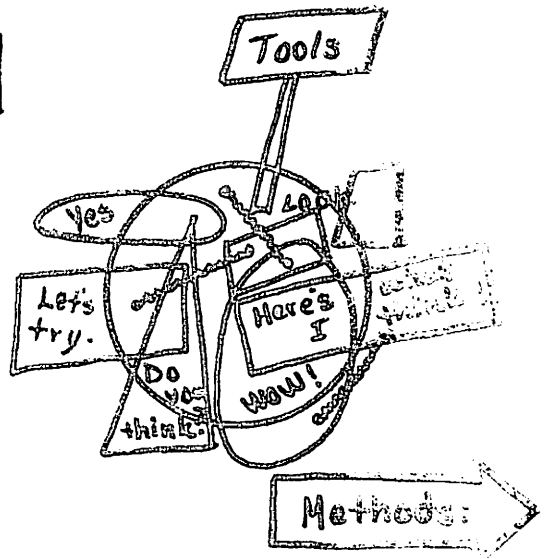 Tools
Yes
Look
Let's
try.
Here's
I
Do
you
think?
WOW!
Methods: